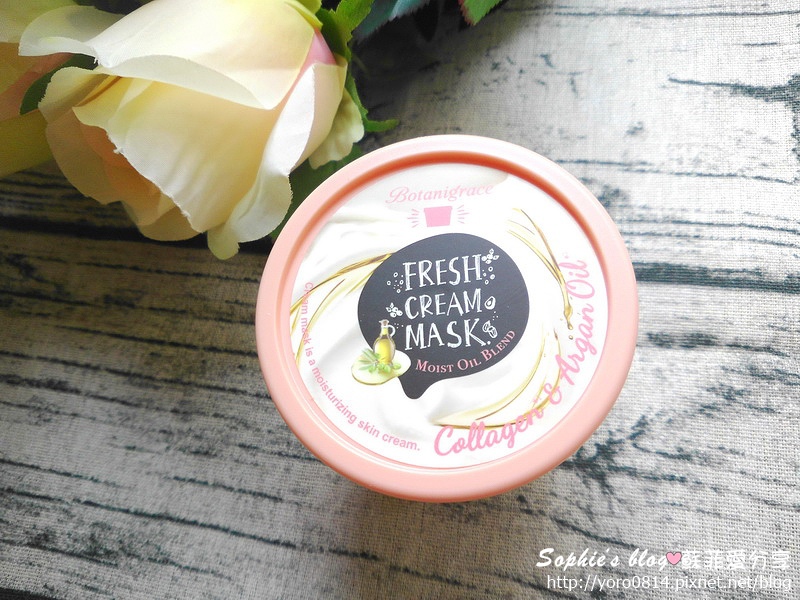 Botanigrace
FRESH
CREAM
MASK.
MOIST OIL BLEND
Collagen & Argan Oil
Cream mask is a moisturizing skin cream.
Sophie's blog♥蘇菲愛分享
http://yoro0814.pixnet.net/blog